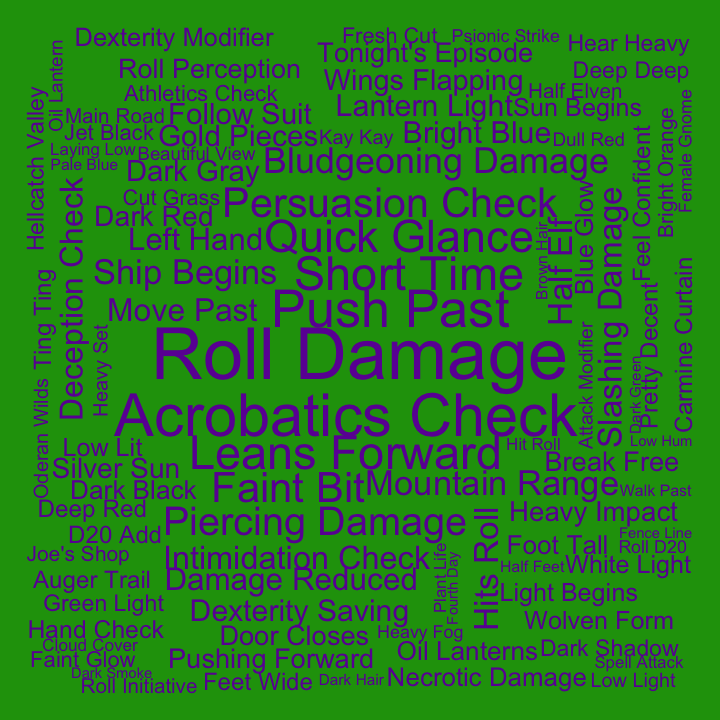 Dexterity Modifier
Fresh Cut
Psionic Strike
Tonight's Episode
Hear Heavy
Oil Lantern
Roll Perception
Wings Flapping
Deep Deep
Athletics Check
Half Elven
Hellcatch Valley
Main Road
Follow Suit
Lantern Light
Sun Begins
Jet Black
Gold Pieces
Kay Kay
Bright Blue
Dull Red
Bright Orange
Female Gnome
Laying Low
Beautiful View
Pale Blue
Dark Gray
Bludgeoning Damage
Feel Confident
Cut Grass
Dark Red
Persuasion Check
Deception Check
Left Hand
Quick Glance
Brown Hair
Half Elf
Blue Glow
Slashing Damage
Ship Begins
Short Time
Move Past
Push Past
Ting Ting
Heavy Set
Roll Damage
Pretty Decent
Carmine Curtain
Attack Modifier
Dark Green
Oderan Wilds
Acrobatics Check
Low Lit
Leans Forward
Hit Roll
Low Hum
Silver Sun
Break Free
Dark Black
Faint Bit
Mountain Range
Walk Past
Deep Red
Piercing Damage
Hits Roll
Heavy Impact
D20 Add
Fence Line
Joe's Shop
Intimidation Check
Foot Tall
Roll D20
Auger Trail
Damage Reduced
Plant Life
Fourth Day
Half Feet
White Light
Green Light
Dexterity Saving
Light Begins
Hand Check
Door Closes
Heavy Fog
Wolven Form
Cloud Cover
Faint Glow
Pushing Forward
Oil Lanterns
Dark Shadow
Dark Smoke
Spell Attack
Roll Initiative
Feet Wide
Dark Hair
Necrotic Damage
Low Light